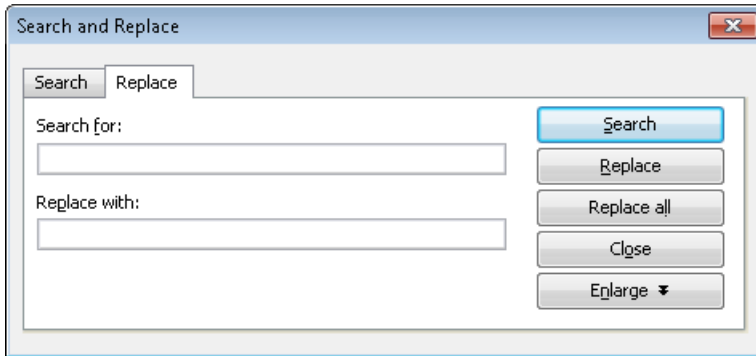 Search and Replace
Search Replace
Search for:
Search
Replace
Replace with:
Replace all
Close
Enlarge